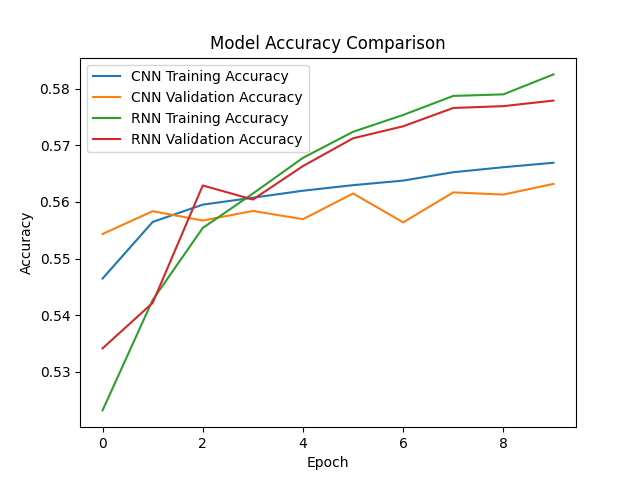 Model Accuracy Comparison
CNN Training Accuracy
CNN Validation Accuracy
RNN Training Accuracy
RNN Validation Accuracy
0.58
0.57
0.56
0.55
0.54
0.53
Accuracy
0 2 4 6 8
Epoch